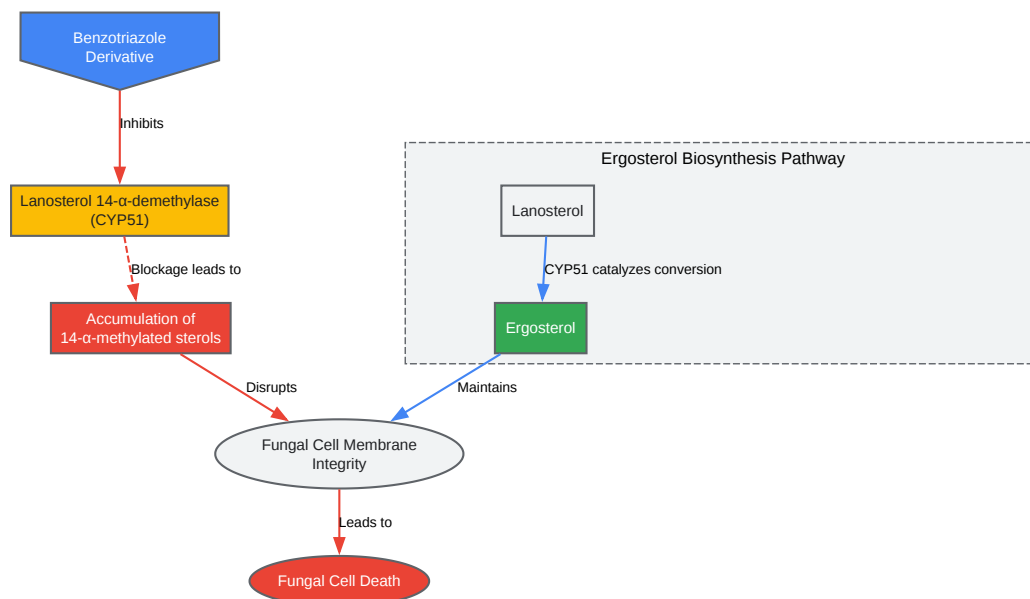 Benzotriazole
Derivative
Inhibits
Ergosterol Biosynthesis Pathway
Lanosterol 14-α-demethylase
(CYP51)
Lanosterol
Blockage leads to
CYP51 catalyzes conversion
Accumulation of
14-α-methylated sterols
Ergosterol
Disrupts
Maintains
Fungal Cell Membrane
Integrity
Leads to
Fungal Cell Death